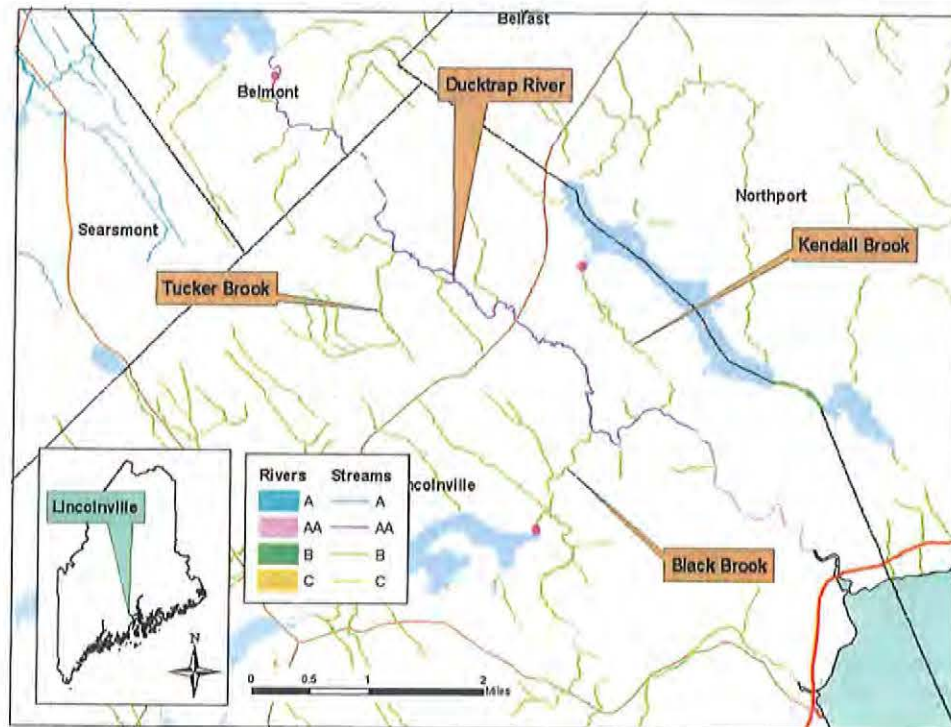 Belfast
Ducktrap River
Belmont
Northport
Searsmont
Kendall Brook
Tucker Brook
Rivers Streams
A A
AA AA
B B
C C
ncolnville
Lincolnville
Black Brook
N
0 0.5 1 2
Miles